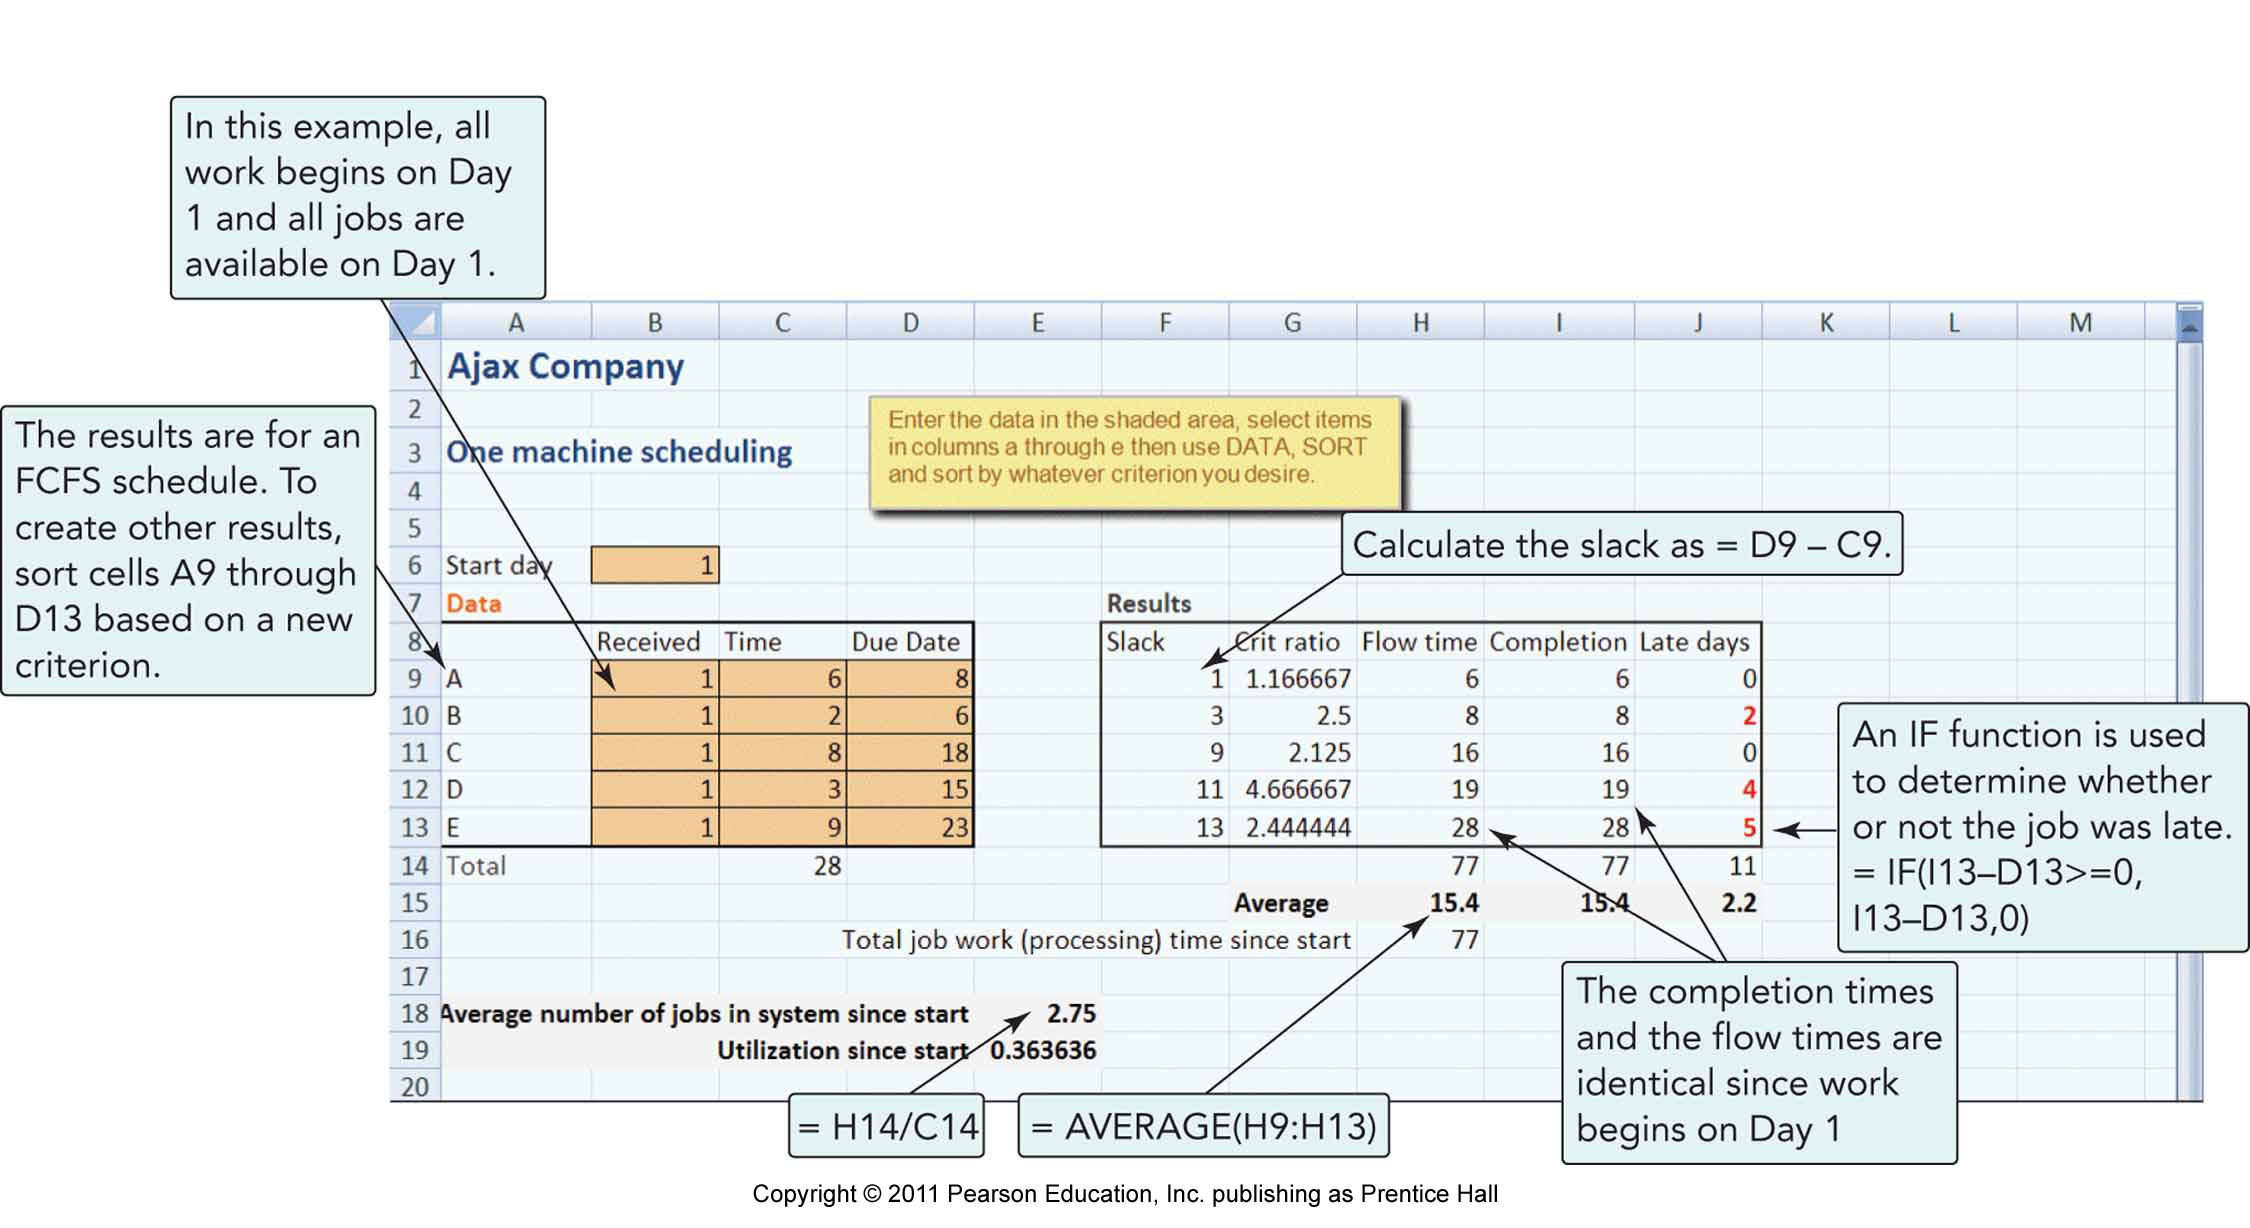 In this example, all
work begins on Day
1 and all jobs are
available on Day 1.
The results are for an
FCFS schedule. To
create other results,
sort cells A9 through
D13 based on a new
criterion.
A B C D E F G H I J K L M
1 Ajax Company
2
3 One machine scheduling
Enter the data in the shaded area, select items
in columns a through e then use DATA, SORT
and sort by whatever criterion you desire.
4
5
Calculate the slack as = D9 – C9.
6 Start day 1
7 Data Results
8 Received Time Due Date Slack Crit ratio Flow time Completion Late days
9 A 1 6 8 1 1.166667 6 6 0
10 B 1 2 6 3 2.5 8 8 2
11 C 1 8 18 9 2.125 16 16 0
12 D 1 3 15 11 4.666667 19 19 4
13 E 1 9 23 13 2.444444 28 28 5
14 Total 28 77 77 11
15 Average 15.4 15.4 2.2
16 Total job work (processing) time since start 77
17
18 Average number of jobs in system since start 2.75
19 Utilization since start 0.363636
20
An IF function is used
to determine whether
or not the job was late.
= IF(I13–D13>=0,
I13–D13,0)
The completion times
and the flow times are
identical since work
begins on Day 1
= H14/C14
= AVERAGE(H9:H13)
Copyright © 2011 Pearson Education, Inc. publishing as Prentice Hall